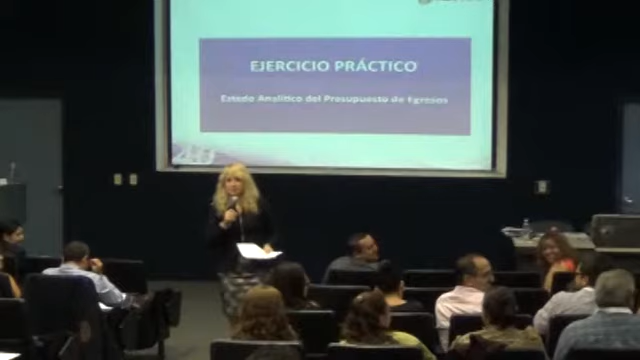 EJERCICIO PRÁCTICO
Estado Analítico del Presupuesto de Egresos